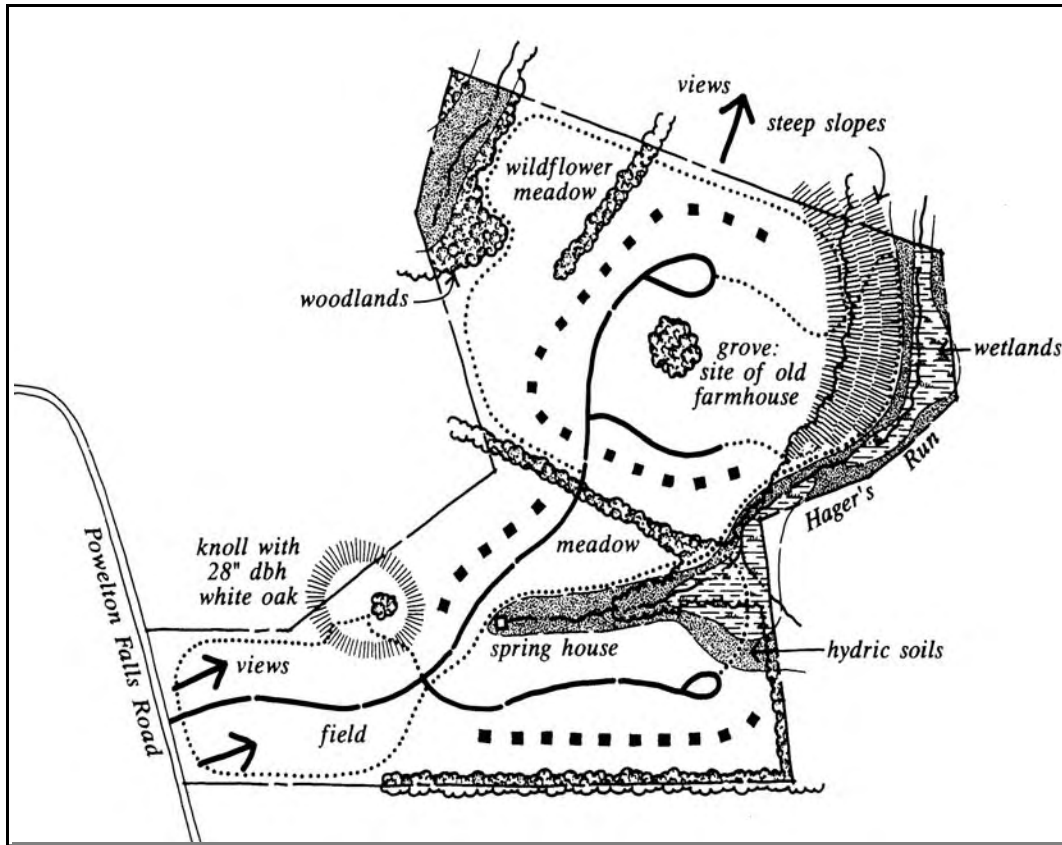 views
steep slopes
wildflower
meadow
woodlands
grove:
site of old
farmhouse
wetlands
Hager's Run
meadow
knoll with
28" dbh
white oak
Powelton Falls Road
views
spring house
hydric soils
field